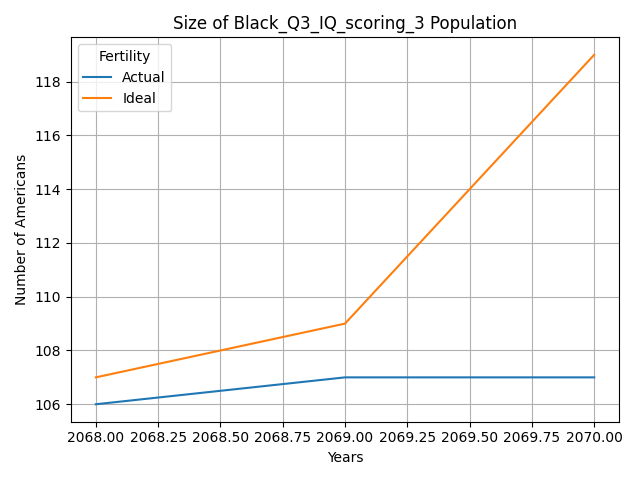 Size of Black_Q3_IQ_scoring_3 Population
Fertility
Actual
Ideal
118
116
114
112
110
108
106
Number of Americans
2068.00 2068.25 2068.50 2068.75 2069.00 2069.25 2069.50 2069.75 2070.00
Years